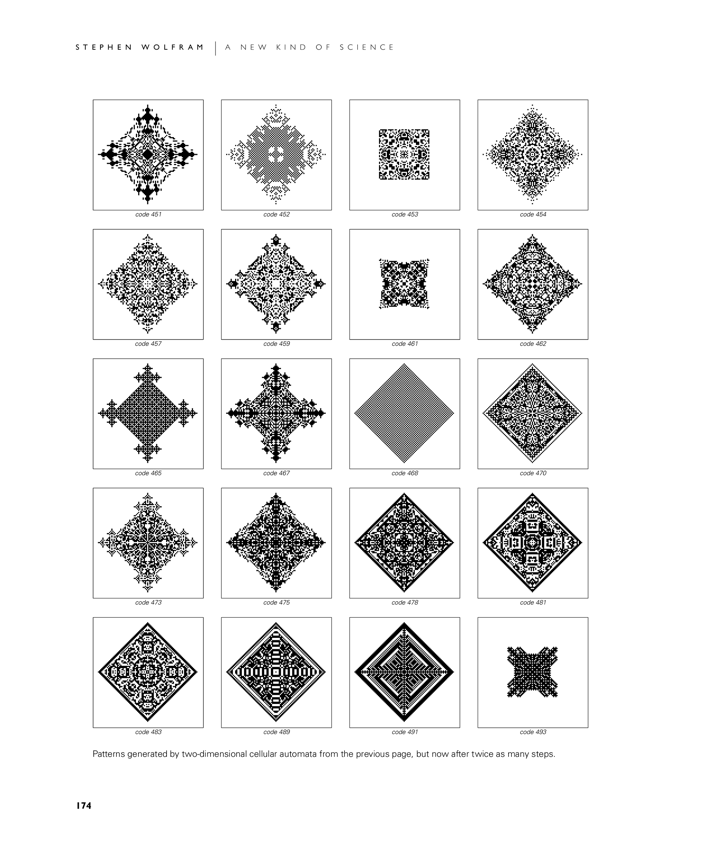 STEPHEN WOLFRAM | A NEW KIND OF SCIENCE
code 451 code 452 code 453 code 454
code 457 code 459 code 461 code 462
code 465 code 467 code 468 code 470
code 473 code 475 code 478 code 481
code 483 code 489 code 491 code 493
Patterns generated by two-dimensional cellular automata from the previous page, but now after twice as many steps.
174